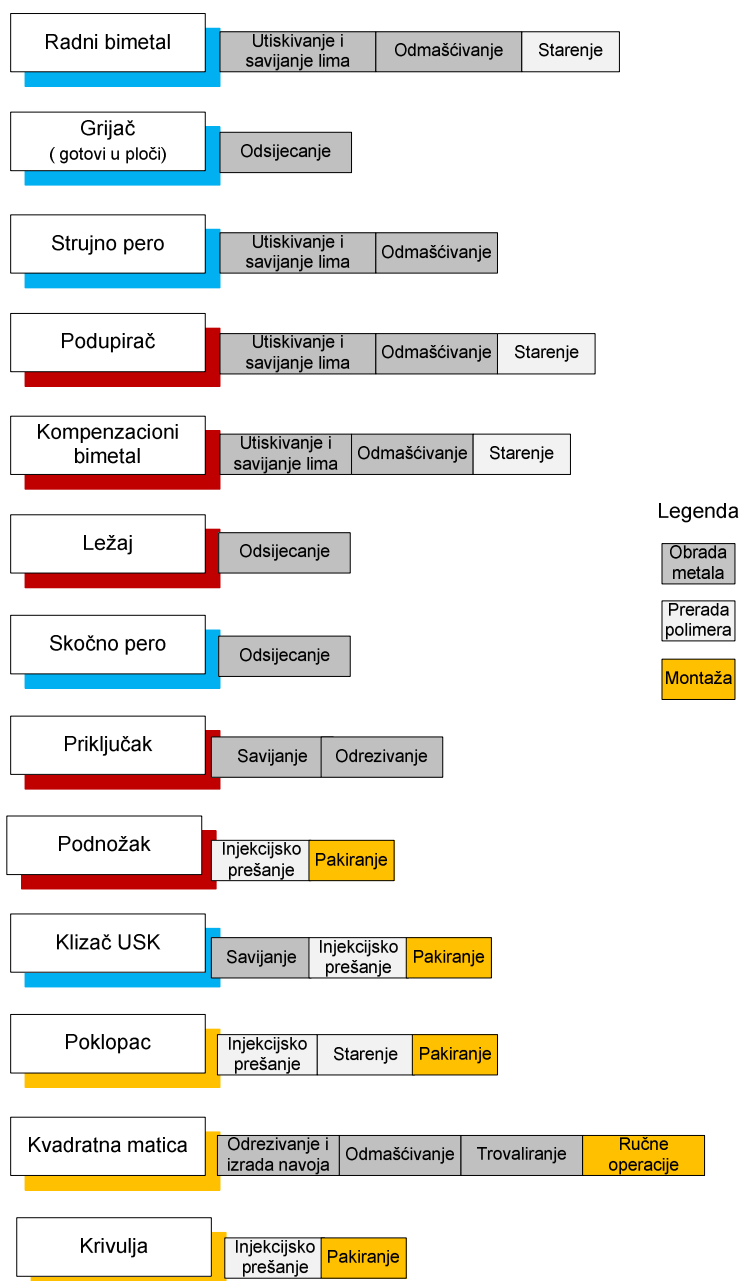 Radni bimetal
Utiskivanje i
savijanje lima
Odmašćivanje
Starenje
Grijač
( gotovi u ploči)
Odsijecanje
Strujno pero
Utiskivanje i
savijanje lima
Odmašćivanje
Podupirač
Utiskivanje i
savijanje lima
Odmašćivanje
Starenje
Kompenzacioni
bimetal
Utiskivanje i
savijanje lima
Odmašćivanje
Starenje
Legenda
Ležaj
Odsijecanje
Obrada
metala
Prerada
polimera
Skočno pero
Odsijecanje
Montaža
Priključak
Savijanje
Odrezivanje
Podnožak
Injekcijsko
prešanje
Pakiranje
Klizač USK
Savijanje
Injekcijsko
prešanje
Pakiranje
Poklopac
Injekcijsko
prešanje
Starenje
Pakiranje
Kvadratna matica
Odrezivanje i
izrada navoja
Odmašćivanje
Trovaliranje
Ručne
operacije
Krivulja
Injekcijsko
prešanje
Pakiranje